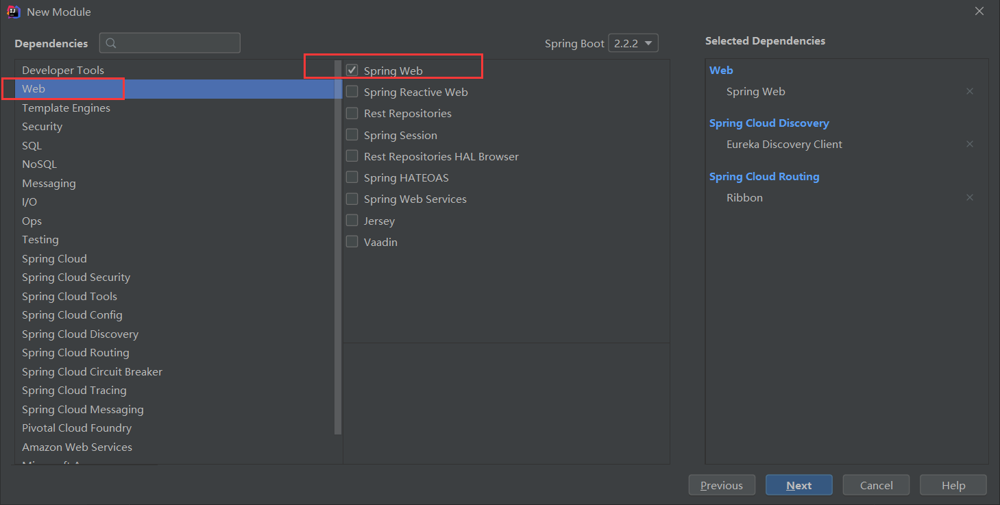 New Module
Dependencies
Spring Boot 2.2.2
Selected Dependencies
Developer Tools
Web
Template Engines
Security
SQL
NoSQL
Messaging
I/O
Ops
Testing
Spring Cloud
Spring Cloud Security
Spring Cloud Tools
Spring Cloud Config
Spring Cloud Discovery
Spring Cloud Routing
Spring Cloud Circuit Breaker
Spring Cloud Tracing
Spring Cloud Messaging
Pivotal Cloud Foundry
Amazon Web Services
Spring Web
Spring Reactive Web
Rest Repositories
Spring Session
Rest Repositories HAL Browser
Spring HATEOAS
Spring Web Services
Jersey
Vaadin
Web
Spring Web
Spring Cloud Discovery
Eureka Discovery Client
Spring Cloud Routing
Ribbon
Previous
Next
Cancel
Help